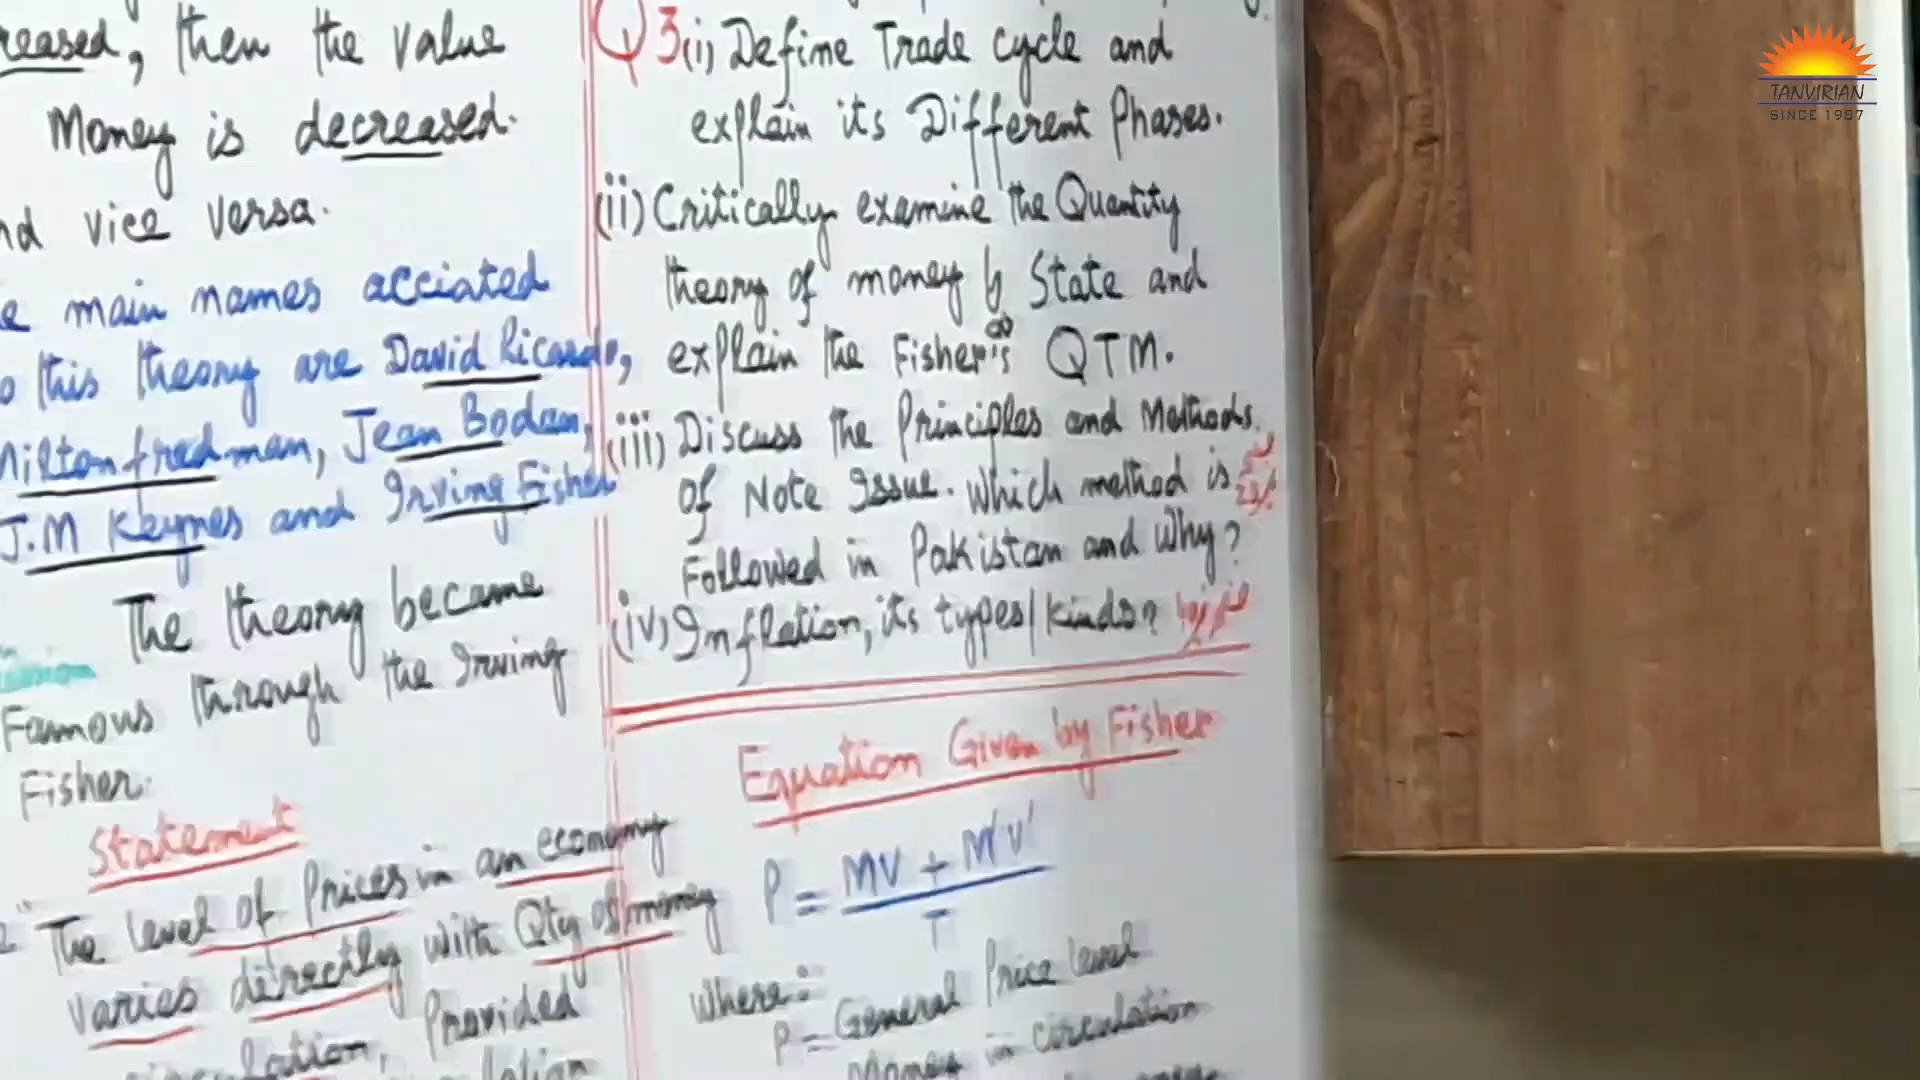 reased, then the value
Money is decreased.
nd vice versa.
e main names acciated
o this theory are David Ricardo,
Milton fredman, Jean Bodan,
J.M Keynes and Irving Fisher
The theory became
Famous through the Irving
Fisher.
Statement
"The level of Prices in an economy
varies directly with Qty of money
Provided
Q3(i) Define Trade cycle and
explain its Different Phases.
(ii) Critically examine the Quantity
theory of money & State and
explain the Fisher's QTM.
(iii) Discuss the Principles and Methods.
Of Note Issue. Which method is
Followed in Pakistan and Why?
(iv) Inflation, its types/kinds?
Equation Given by Fisher
P = MV + M'V'
T
where:
P = General Price level
Money in circulation
TANVIRIAN
SINCE 1987